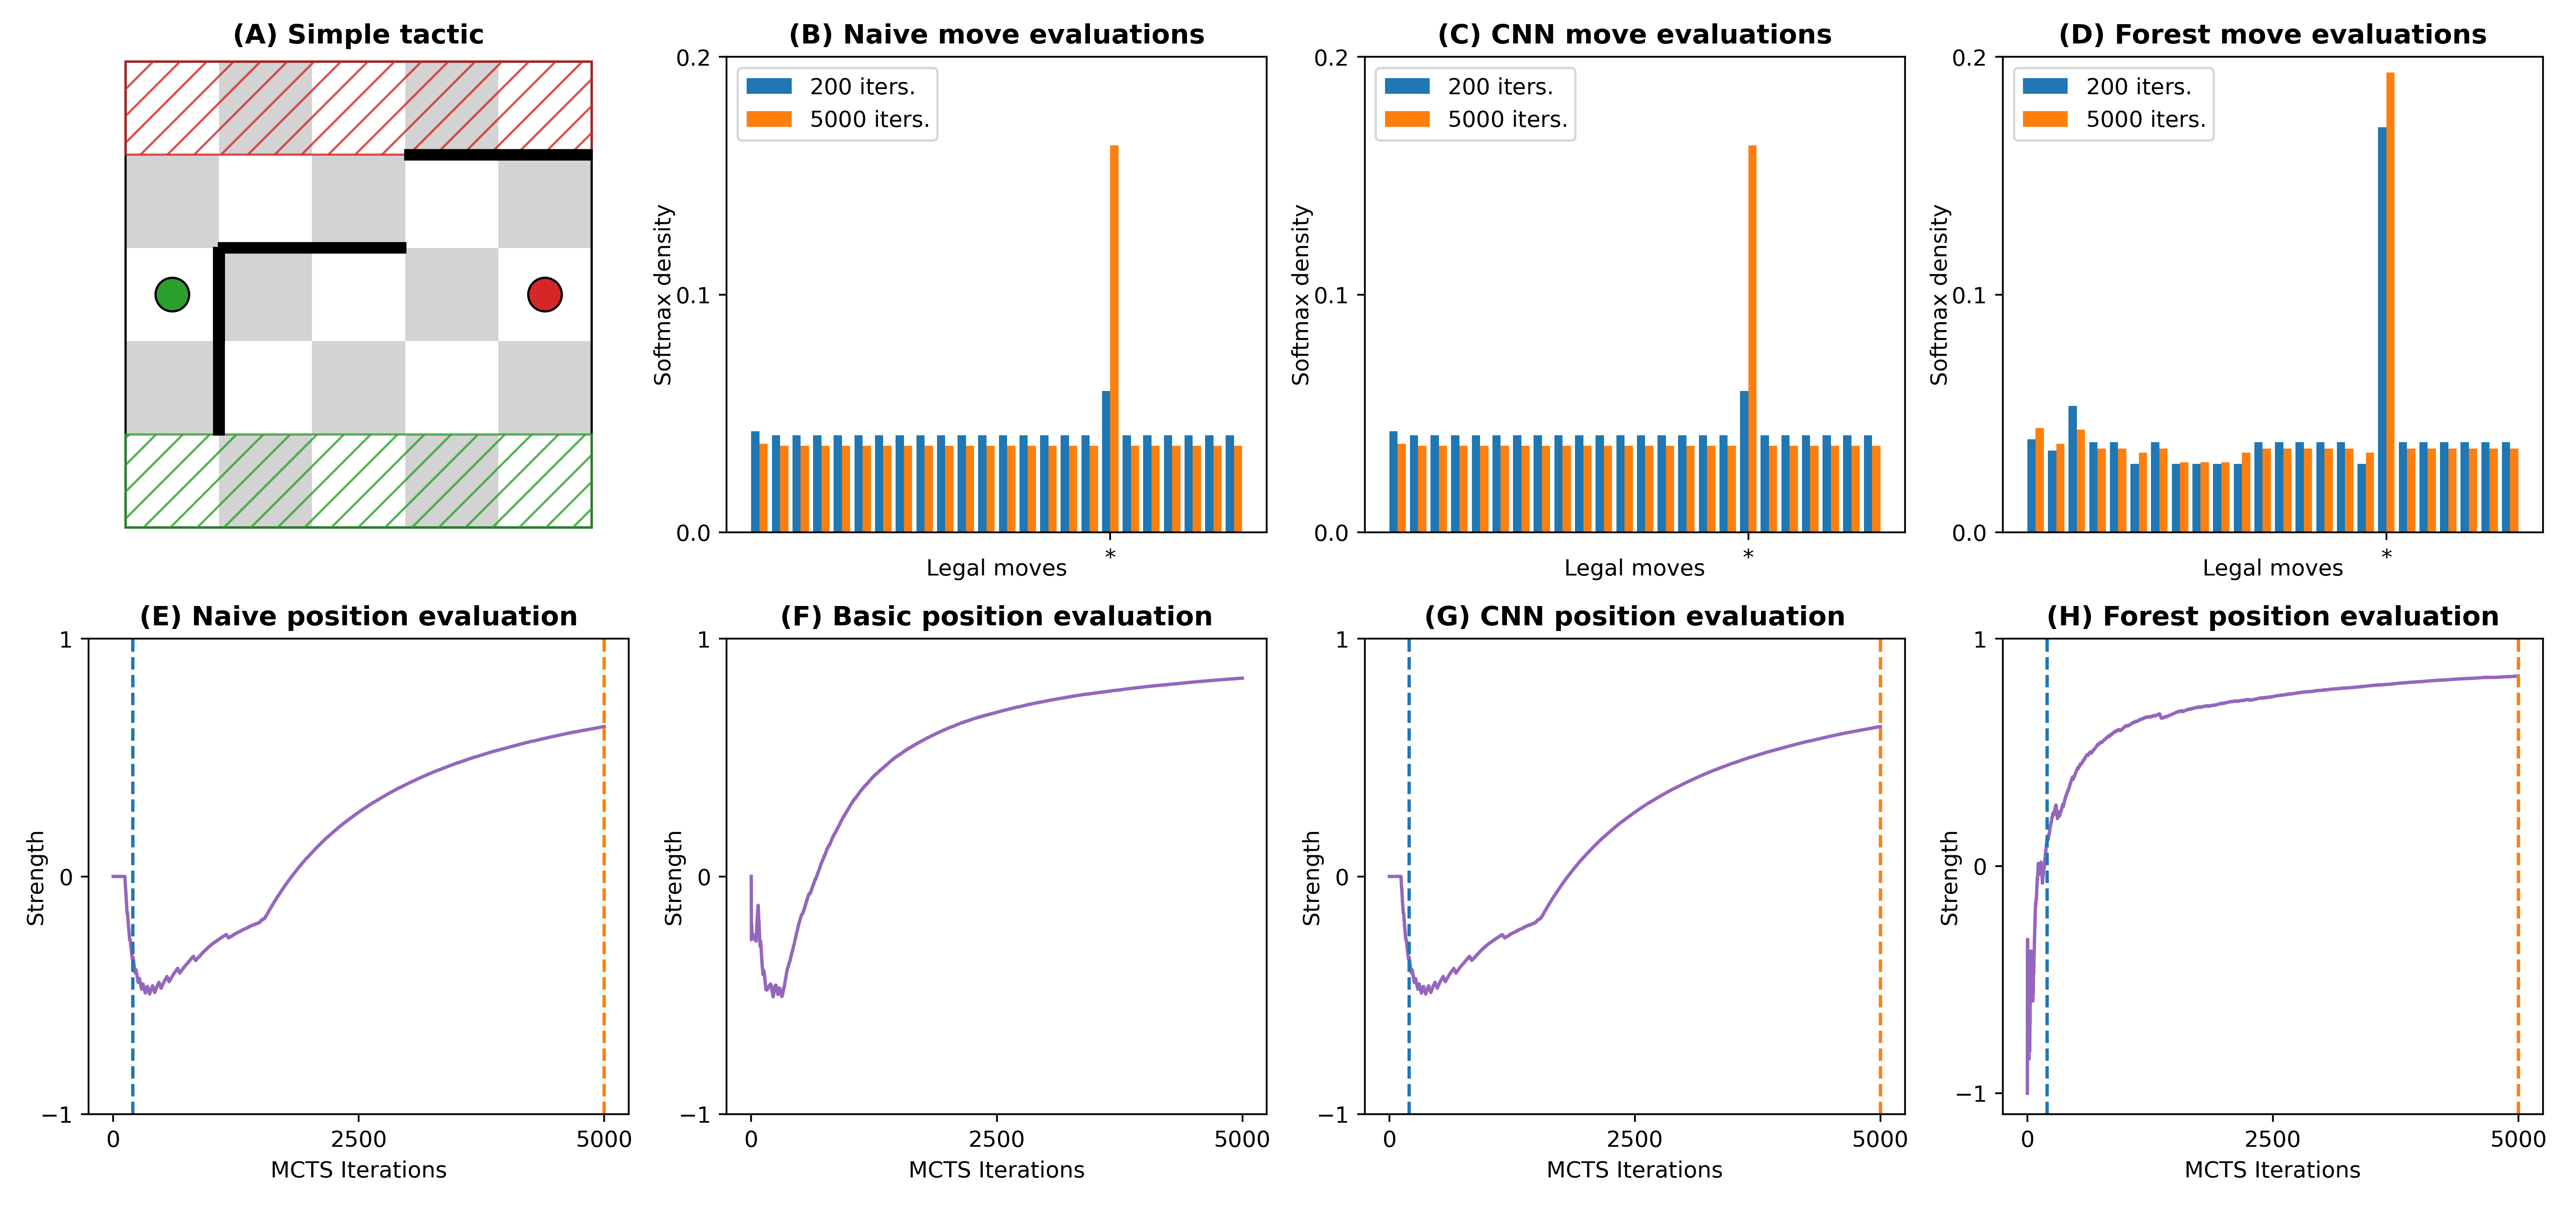 (A) Simple tactic
(B) Naive move evaluations
0.2
0.1
0.0
Softmax density
200 iters.
5000 iters.
*
Legal moves
(C) CNN move evaluations
0.2
0.1
0.0
Softmax density
200 iters.
5000 iters.
*
Legal moves
(D) Forest move evaluations
0.2
0.1
0.0
Softmax density
200 iters.
5000 iters.
*
Legal moves
(E) Naive position evaluation
1
0
−1
Strength
0 2500 5000
MCTS Iterations
(F) Basic position evaluation
1
0
−1
Strength
0 2500 5000
MCTS Iterations
(G) CNN position evaluation
1
0
−1
Strength
0 2500 5000
MCTS Iterations
(H) Forest position evaluation
1
0
−1
Strength
0 2500 5000
MCTS Iterations